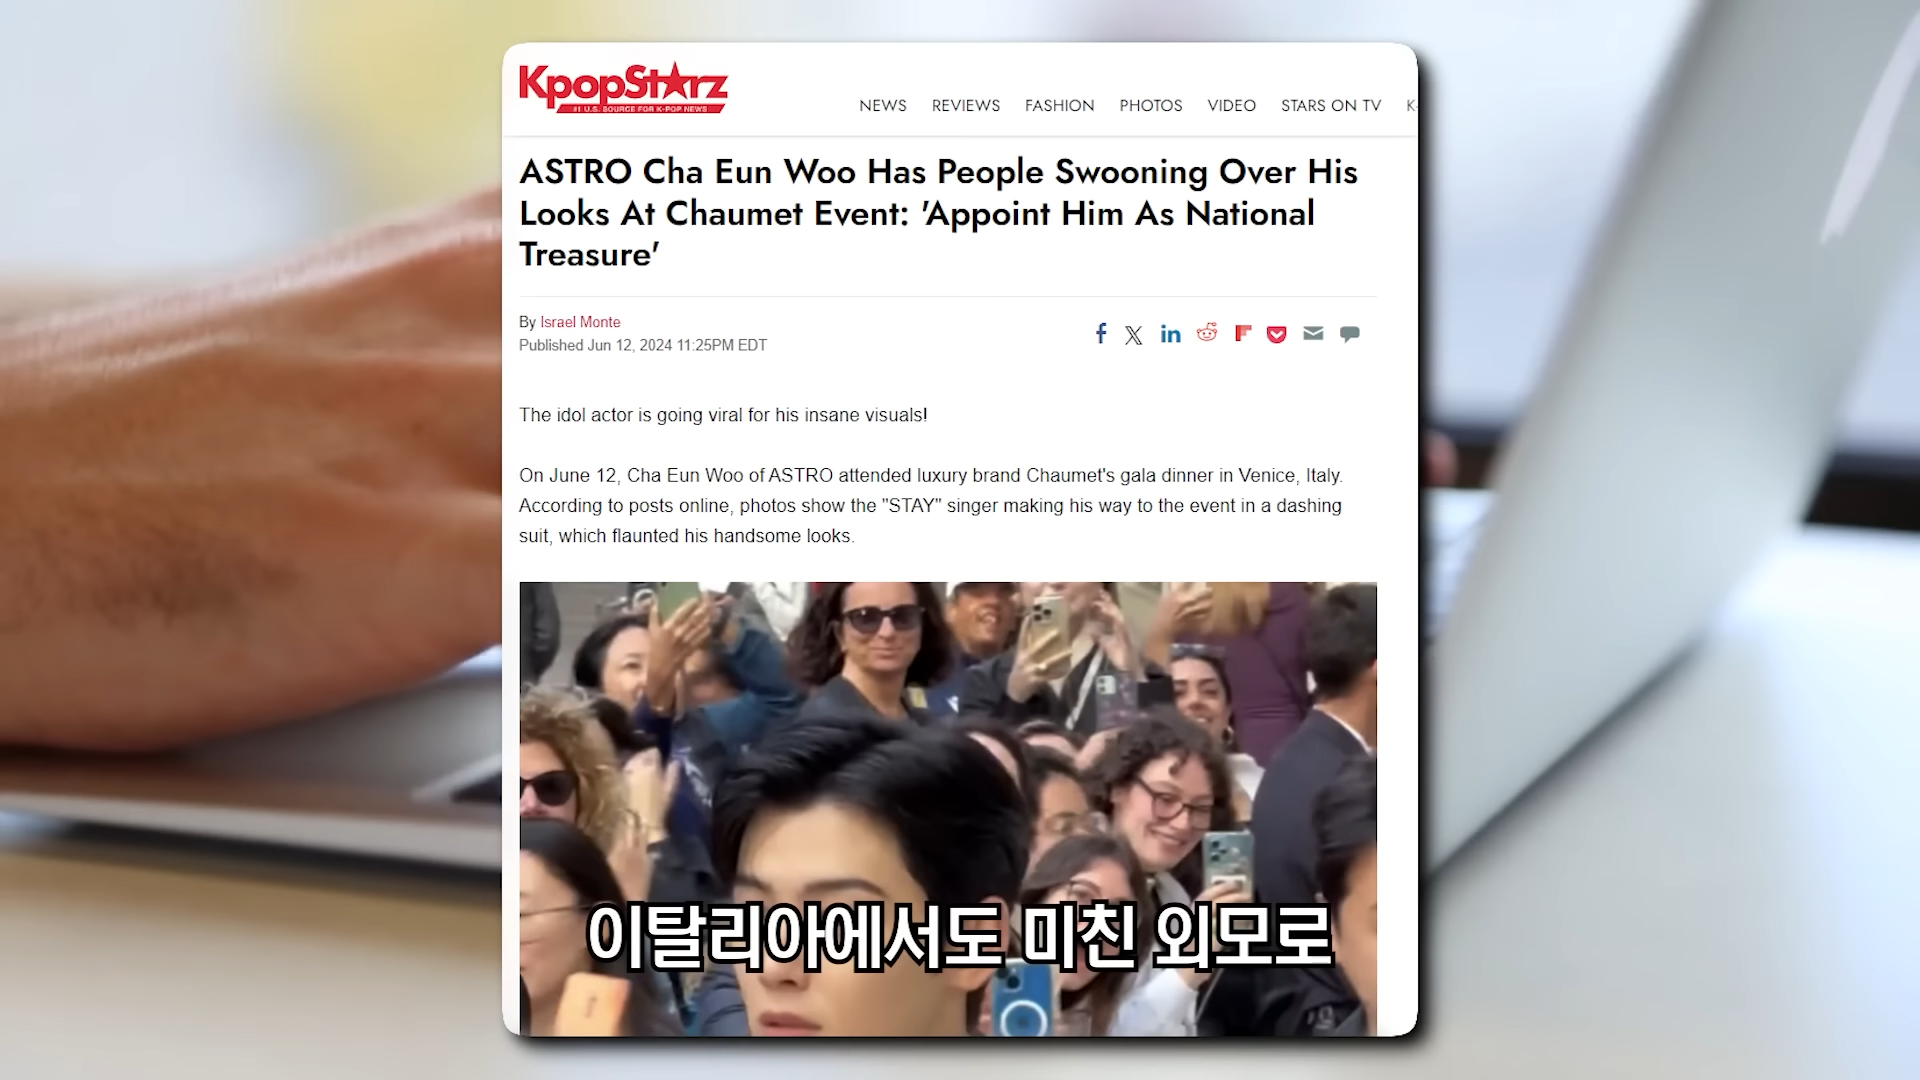 KpopStarz
#1 U.S. SOURCE FOR K-POP NEWS
NEWS REVIEWS FASHION PHOTOS VIDEO STARS ON TV K-
ASTRO Cha Eun Woo Has People Swooning Over His
Looks At Chaumet Event: 'Appoint Him As National
Treasure'
By Israel Monte
Published Jun 12, 2024 11:25PM EDT
The idol actor is going viral for his insane visuals!
On June 12, Cha Eun Woo of ASTRO attended luxury brand Chaumet's gala dinner in Venice, Italy.
According to posts online, photos show the "STAY" singer making his way to the event in a dashing
suit, which flaunted his handsome looks.
이탈리아에서도 미친 외모로